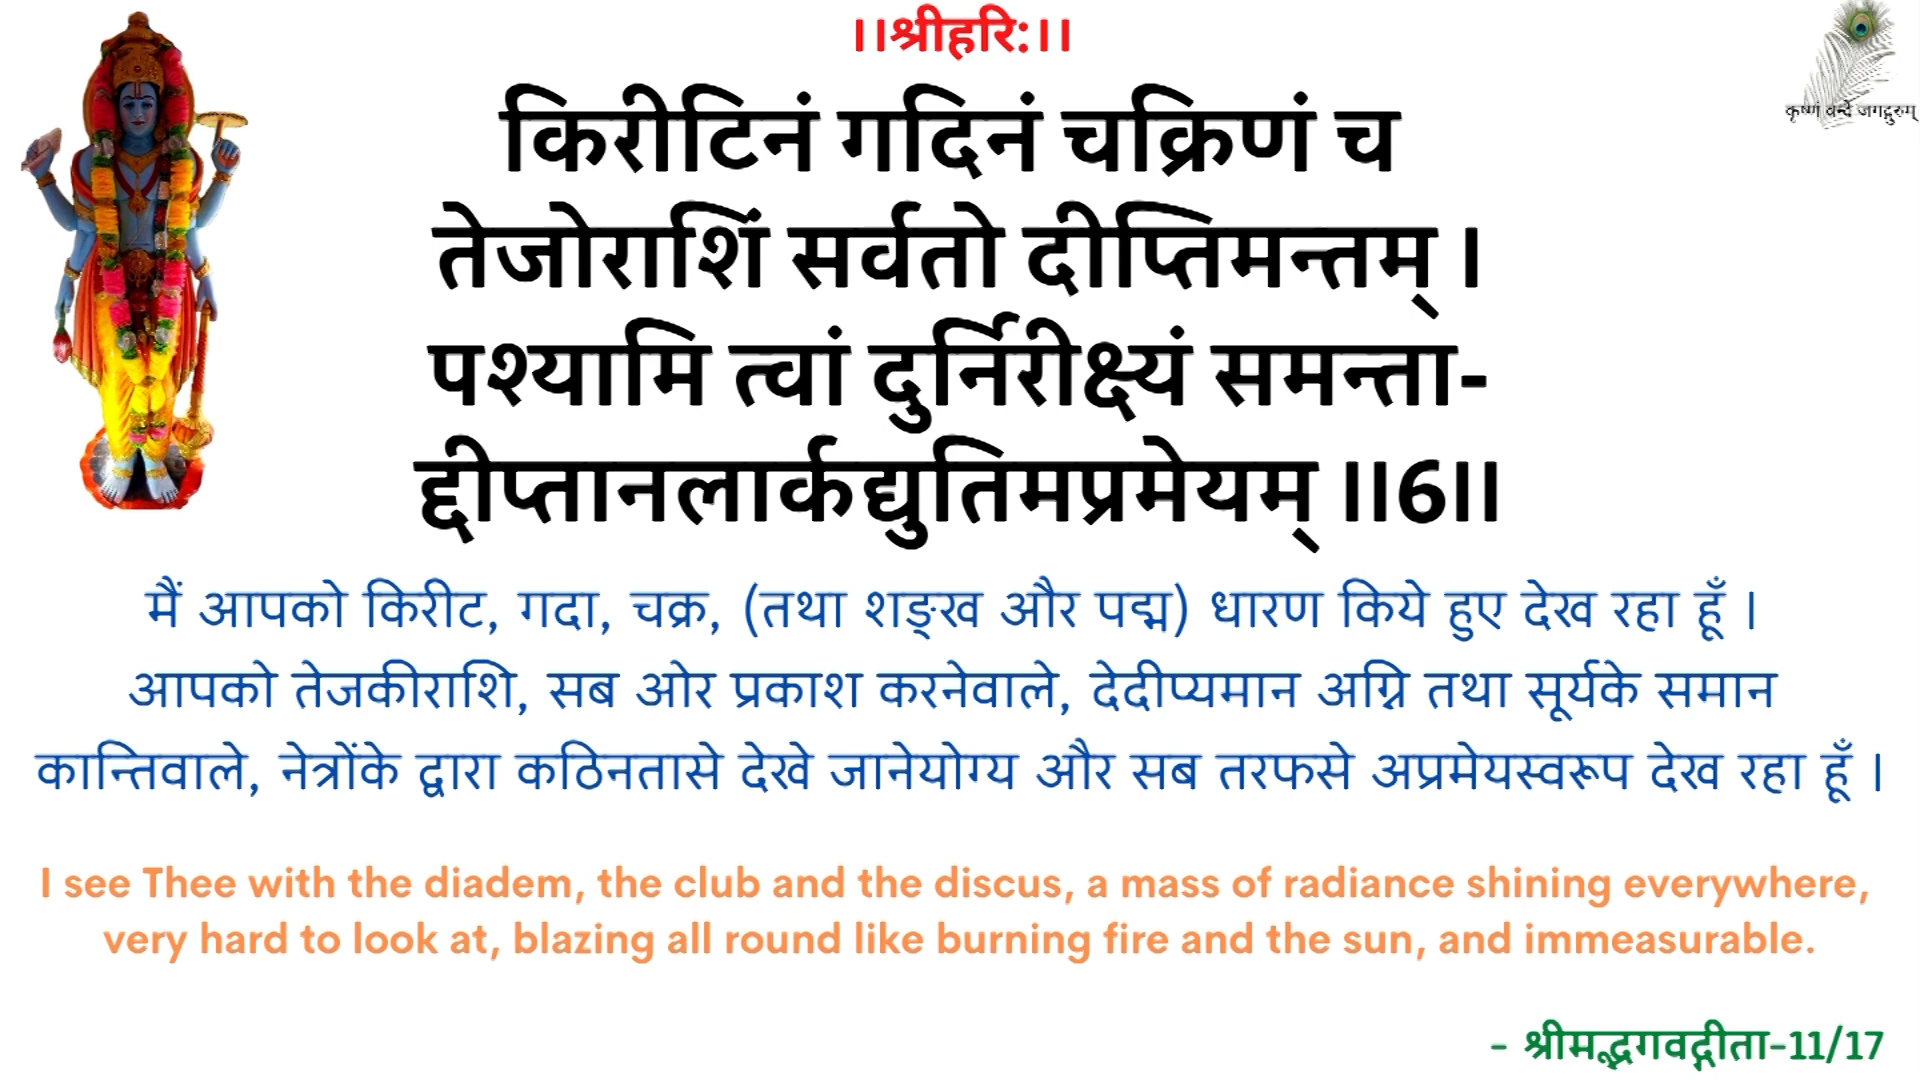 ।।श्रीहरि:।।
कृष्णं वन्दे जगद्गुरुम्
किरीटिनं गदिनं चक्रिणं च
तेजोराशिं सर्वतो दीप्तिमन्तम् ।
पश्यामि त्वां दुर्निरीक्ष्यं समन्ता-
द्दीप्तानलार्कद्युतिमप्रमेयम् ।।6।।
मैं आपको किरीट, गदा, चक्र, (तथा शङ्ख और पद्म) धारण किये हुए देख रहा हूँ ।
आपको तेजकीराशि, सब ओर प्रकाश करनेवाले, देदीप्यमान अग्नि तथा सूर्यके समान
कान्तिवाले, नेत्रोंके द्वारा कठिनतासे देखे जानेयोग्य और सब तरफसे अप्रमेयस्वरूप देख रहा हूँ ।
I see Thee with the diadem, the club and the discus, a mass of radiance shining everywhere,
very hard to look at, blazing all round like burning fire and the sun, and immeasurable.
- श्रीमद्भगवद्गीता-11/17